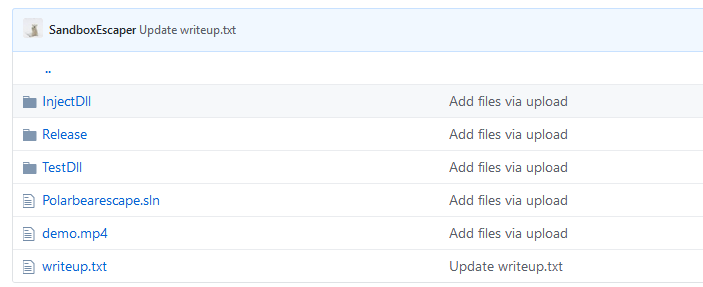 SandboxEscaper Update writeup.txt
..
InjectDll Add files via upload
Release Add files via upload
TestDll Add files via upload
Polarbearescape.sln Add files via upload
demo.mp4 Add files via upload
writeup.txt Update writeup.txt